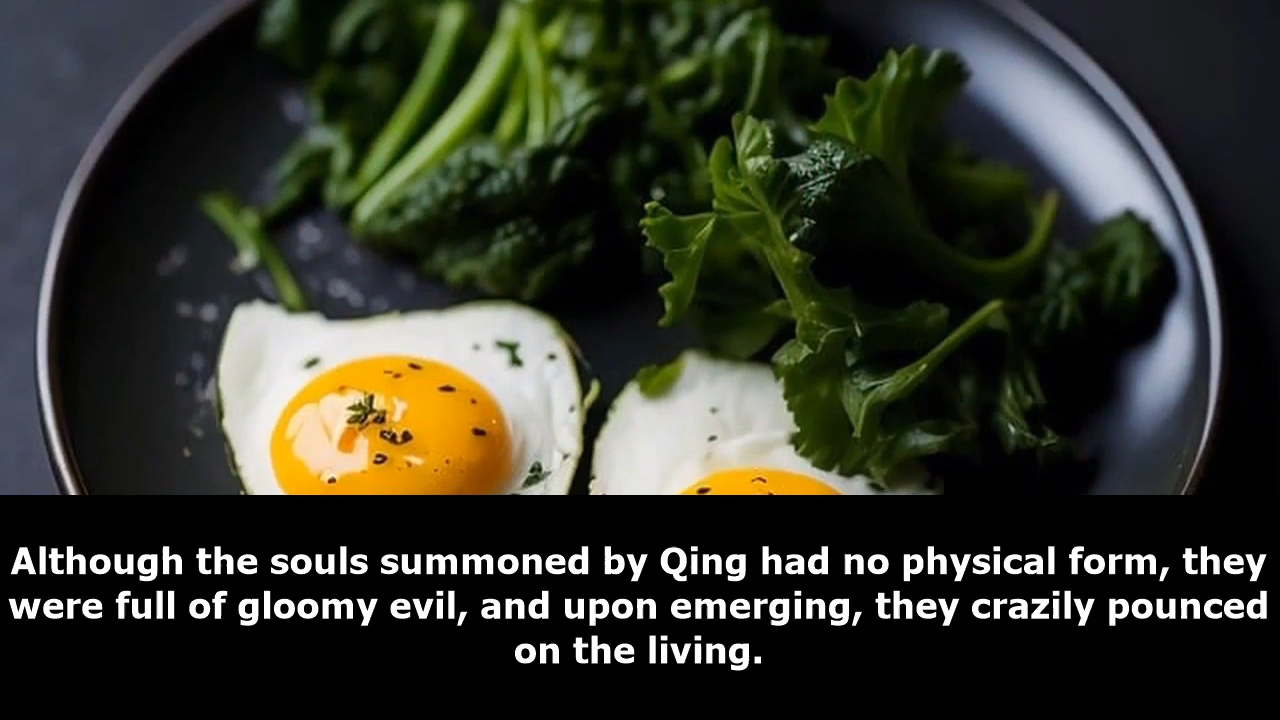 Although the souls summoned by Qing had no physical form, they
were full of gloomy evil, and upon emerging, they crazily pounced
on the living.